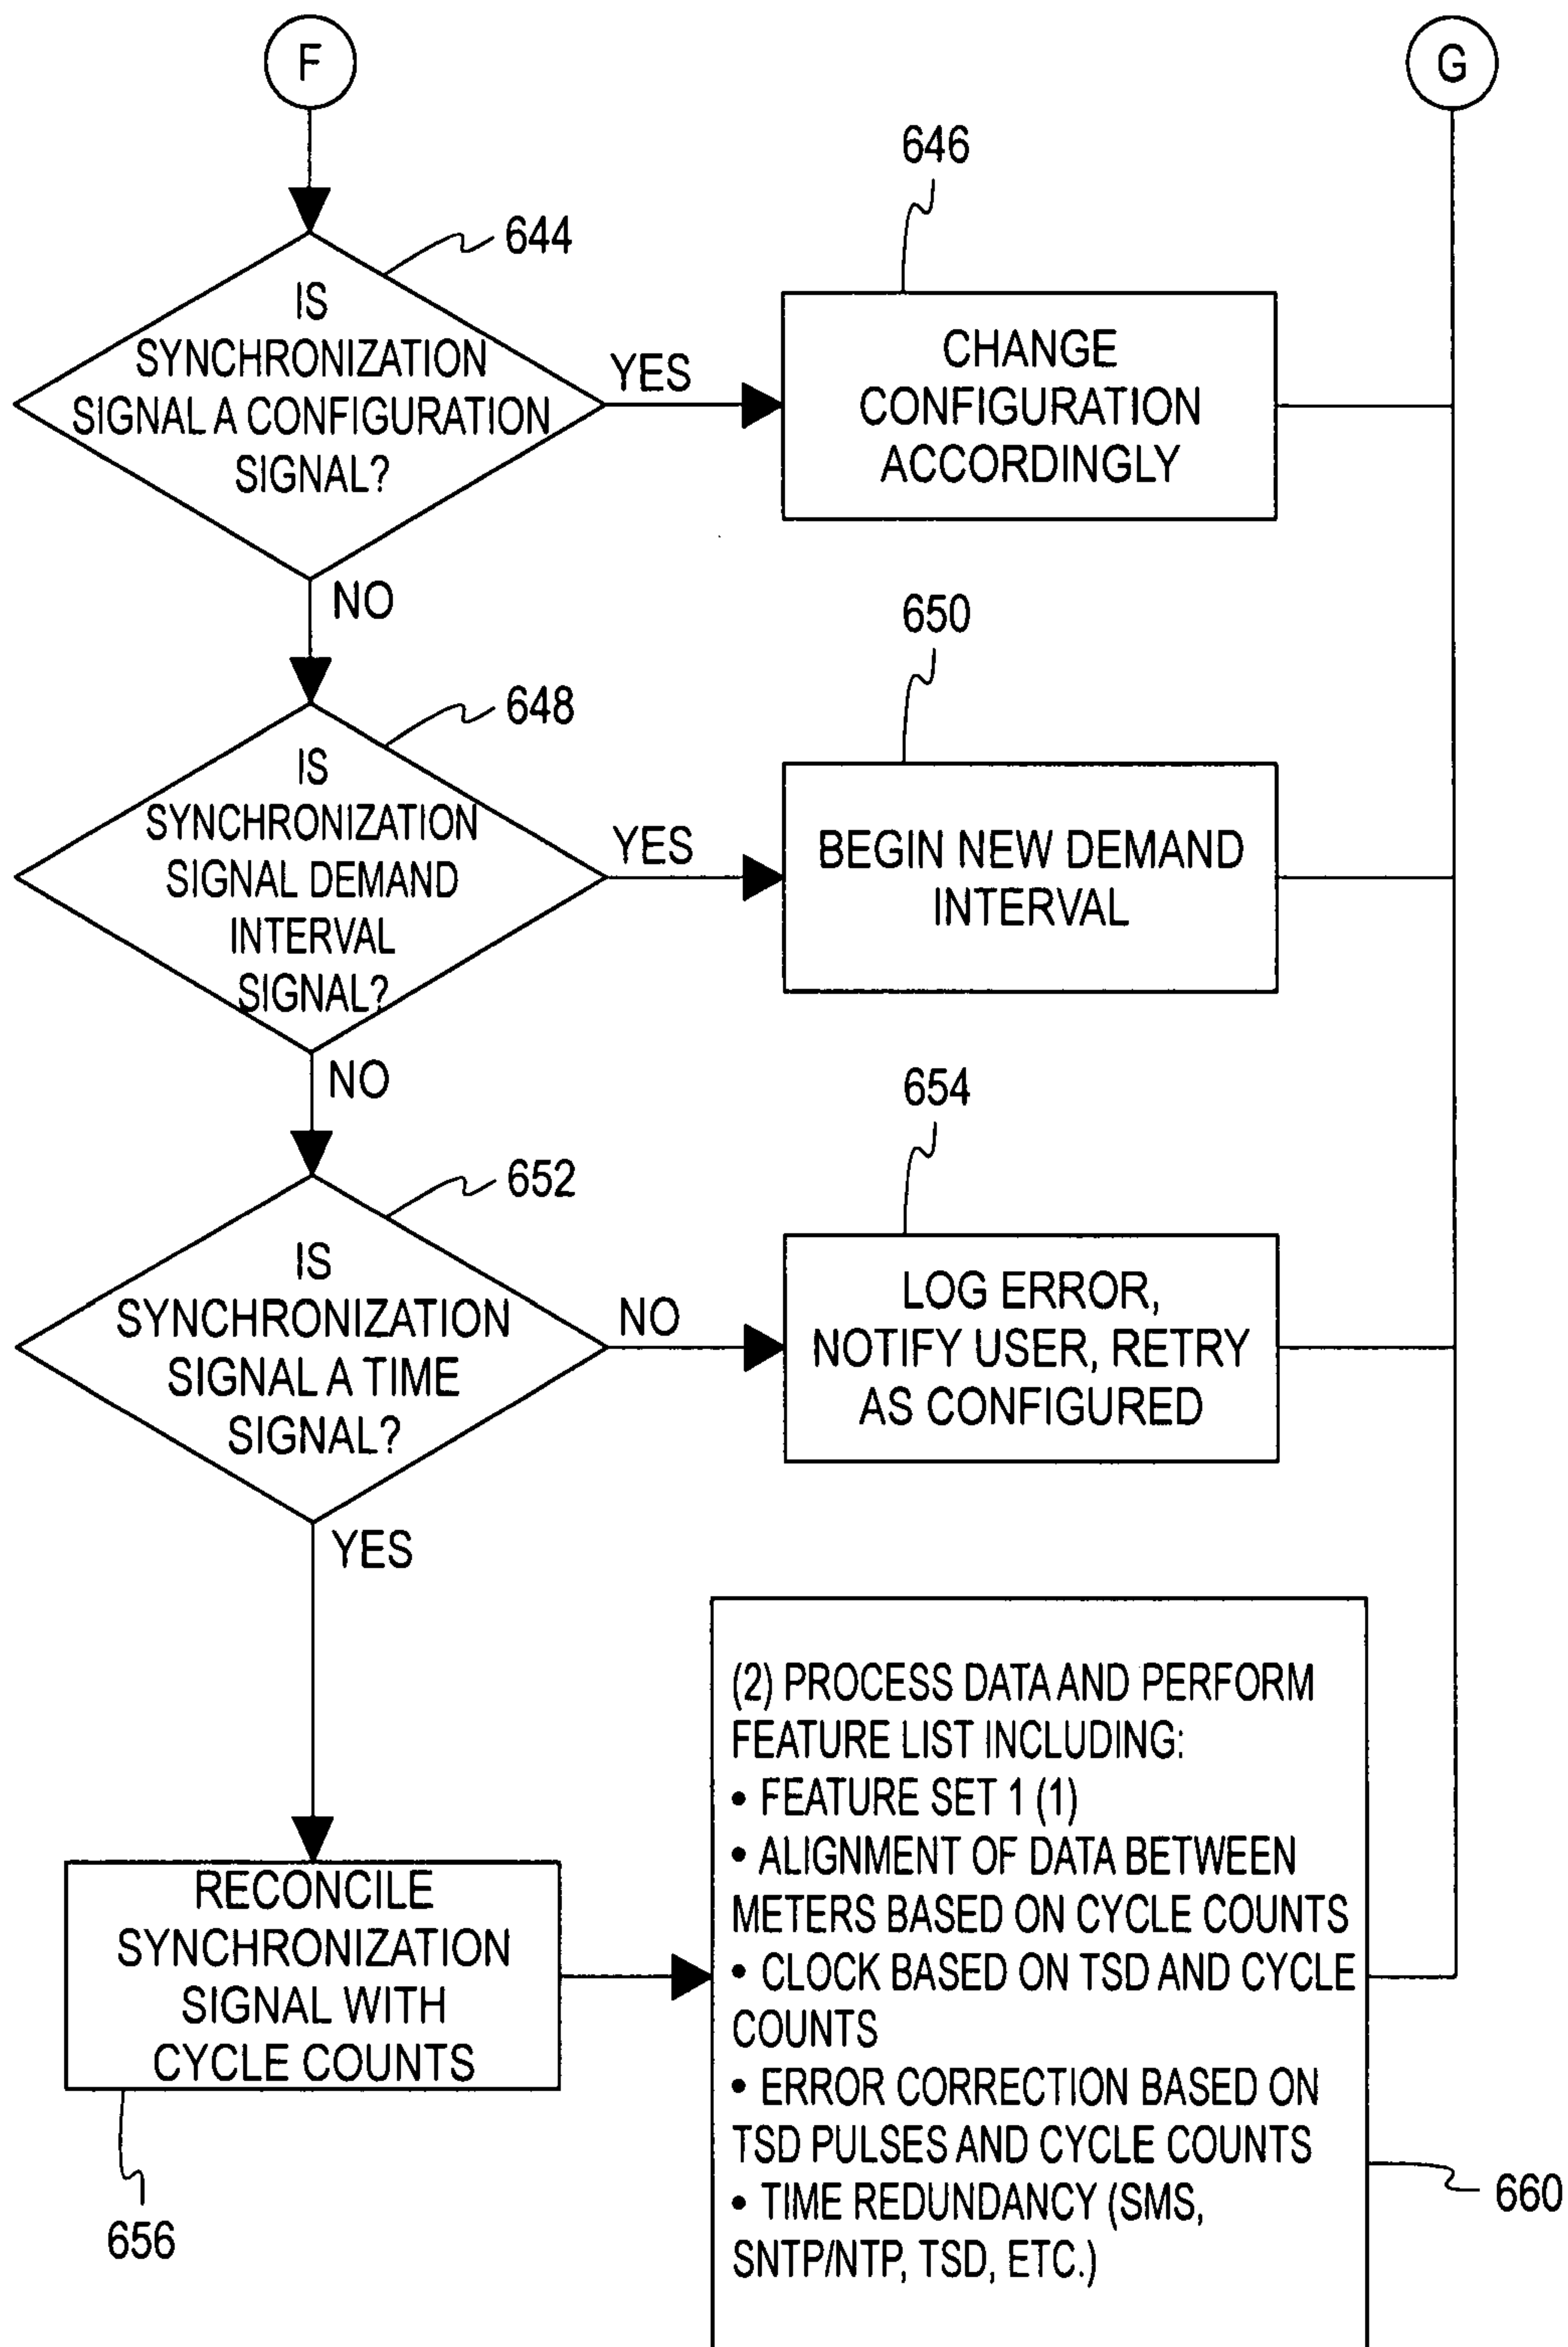 F
G
644
IS
SYNCHRONIZATION
SIGNAL A CONFIGURATION
SIGNAL?
YES
646
CHANGE
CONFIGURATION
ACCORDINGLY
NO
648
IS
SYNCHRONIZATION
SIGNAL DEMAND
INTERVAL
SIGNAL?
YES
650
BEGIN NEW DEMAND
INTERVAL
NO
652
IS
SYNCHRONIZATION
SIGNAL A TIME
SIGNAL?
NO
654
LOG ERROR,
NOTIFY USER, RETRY
AS CONFIGURED
YES
RECONCILE
SYNCHRONIZATION
SIGNAL WITH
CYCLE COUNTS
656
(2) PROCESS DATA AND PERFORM
FEATURE LIST INCLUDING:
• FEATURE SET 1 (1)
• ALIGNMENT OF DATA BETWEEN
METERS BASED ON CYCLE COUNTS
• CLOCK BASED ON TSD AND CYCLE
COUNTS
• ERROR CORRECTION BASED ON
TSD PULSES AND CYCLE COUNTS
• TIME REDUNDANCY (SMS,
SNTP/NTP, TSD, ETC.)
660